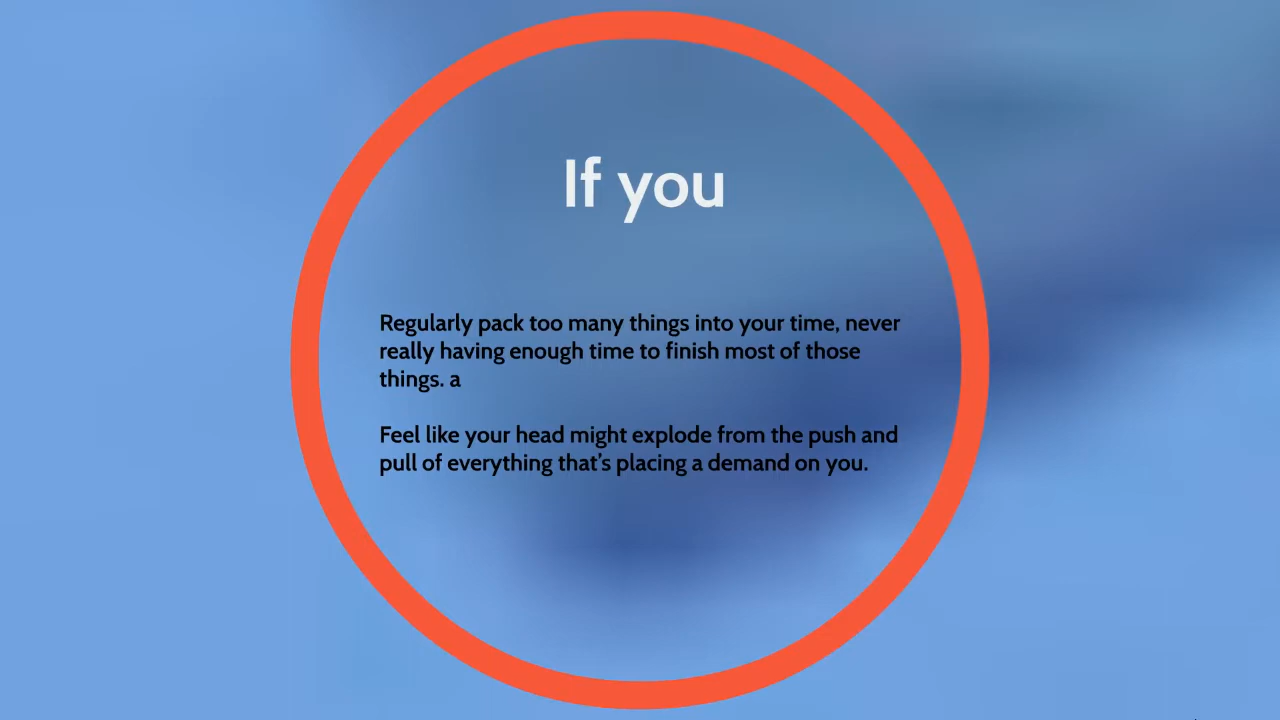 If you
Regularly pack too many things into your time, never
really having enough time to finish most of those
things. a
Feel like your head might explode from the push and
pull of everything that's placing a demand on you.